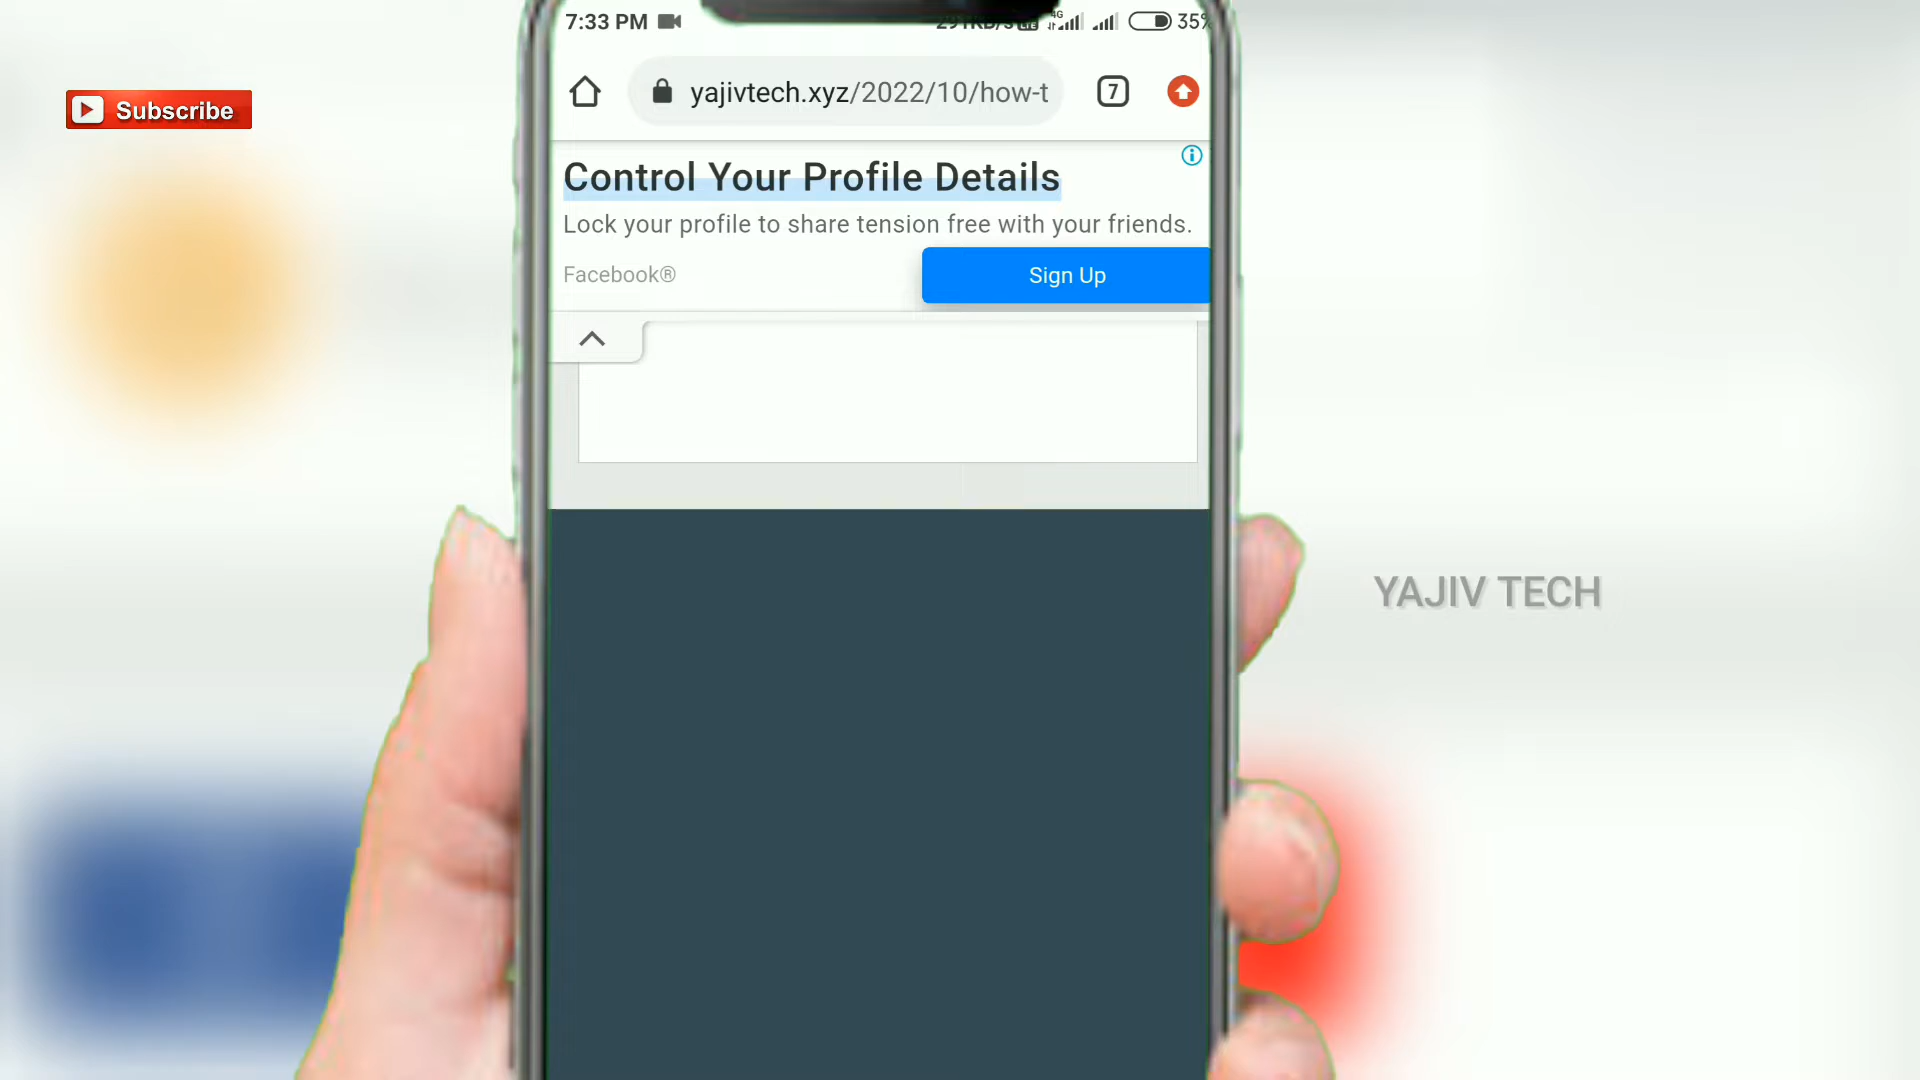 7:33 PM 35%
Subscribe
yajivtech.xyz/2022/10/how-t
7
Control Your Profile Details
Lock your profile to share tension free with your friends.
Facebook®
Sign Up
YAJIV TECH